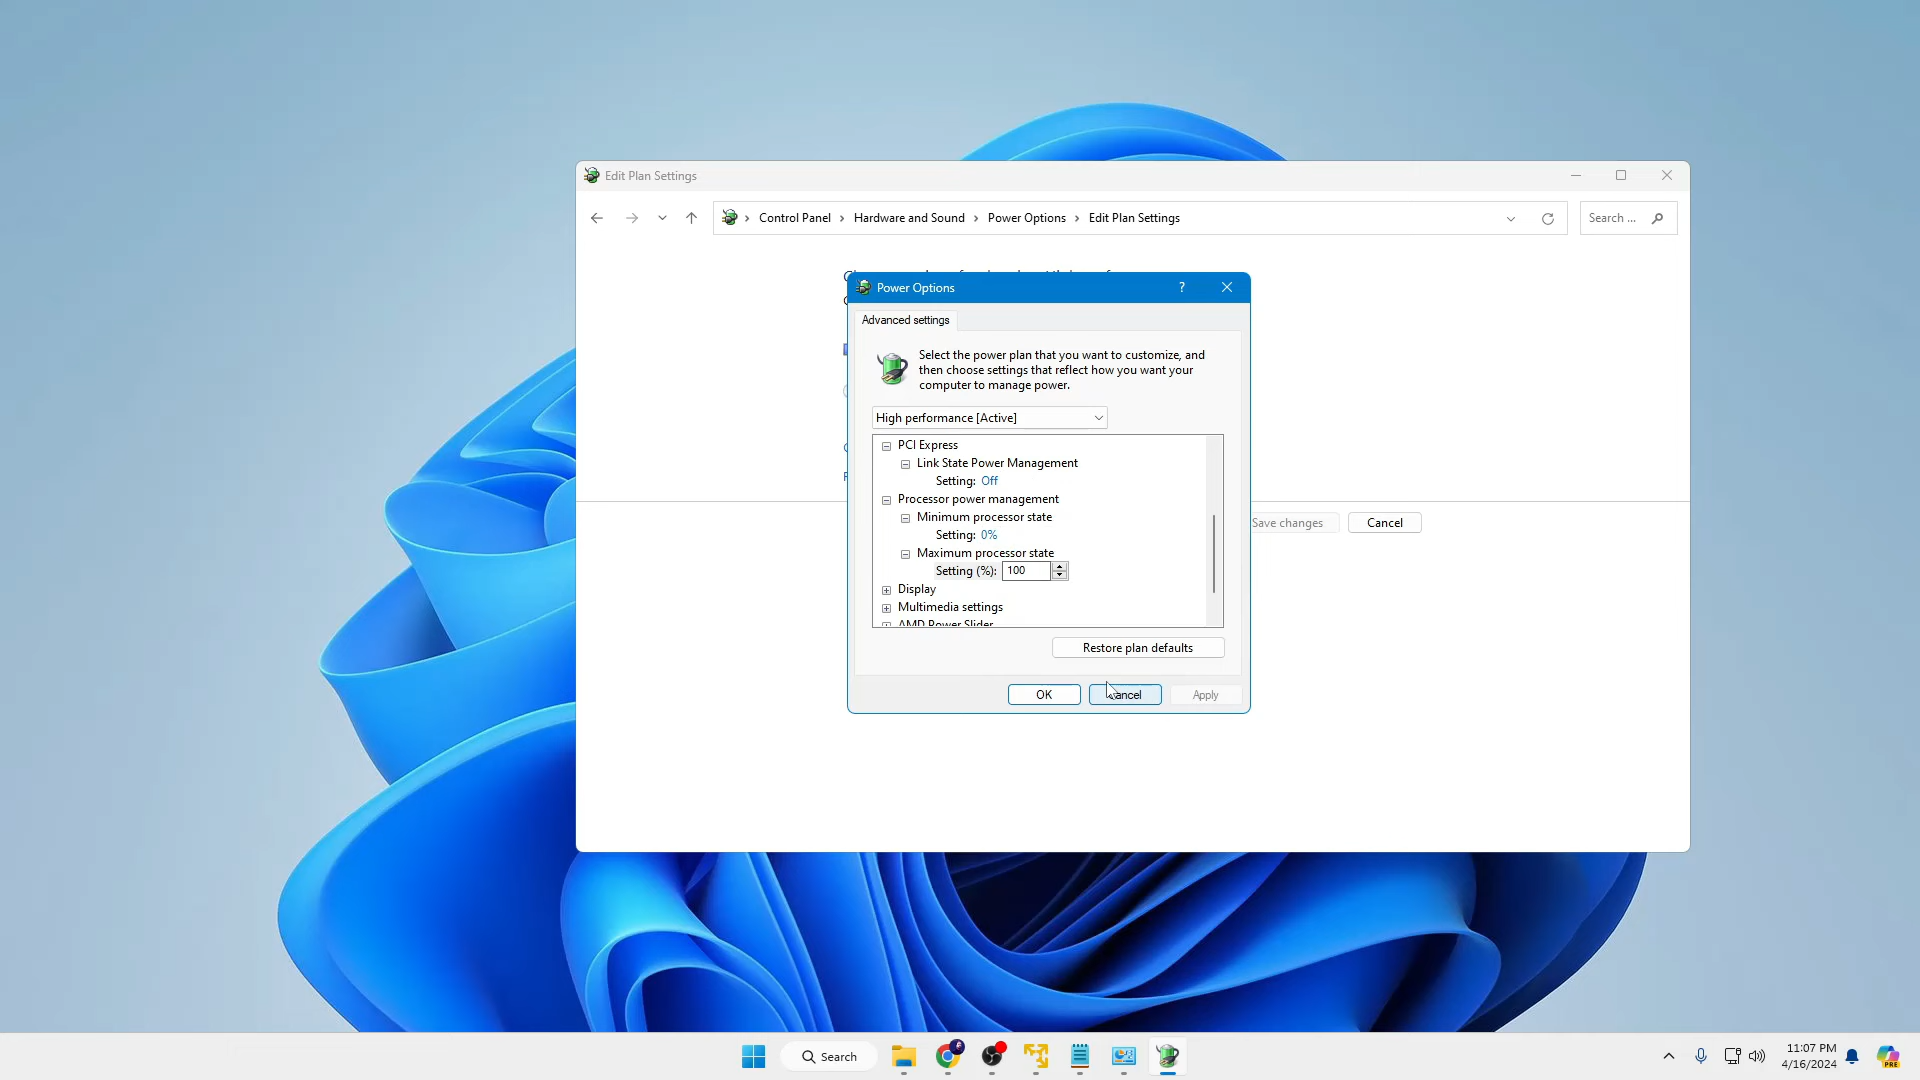 Edit Plan Settings
Control Panel > Hardware and Sound > Power Options > Edit Plan Settings
Search ...
Power Options
?
Advanced settings
Select the power plan that you want to customize, and
then choose settings that reflect how you want your
computer to manage power.
High performance [Active]
PCI Express
Link State Power Management
Setting: Off
Processor power management
Minimum processor state
Setting: 0%
Maximum processor state
Setting (%): 100
Display
Multimedia settings
AMD Power Slider
Restore plan defaults
OK
Cancel
Apply
Save changes
Cancel
Search
11:07 PM
4/16/2024
PRE